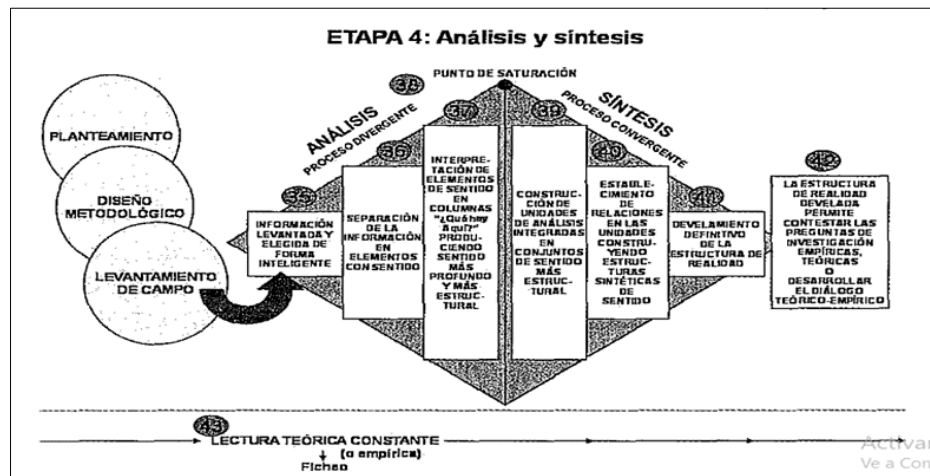 ETAPA 4: Análisis y síntesis
PLANTEAMIENTO
DISEÑO
METODOLÓGICO
LEVANTAMIENTO
DE CAMPO
ANÁLISIS
PROCESO DIVERGENTE
38
PUNTO DE SATURACIÓN
SÍNTESIS
PROCESO CONVERGENTE
35
INFORMACIÓN
LEVANTADA Y
ELEGIDA DE
FORMA
INTELIGENTE
36
SEPARACIÓN
DE LA
INFORMACIÓN
EN ELEMENTOS
CON SENTIDO
37
INTERPRE-
TACIÓN DE
ELEMENTOS
DE SENTIDO
EN
COLUMNAS
"¿Qué hay
Aquí?"
PRODU-
CIENDO
SENTIDO
MÁS
PROFUNDO
Y MÁS
ESTRUC-
TURAL
39
CONSTRUC-
CIÓN DE
UNIDADES
DE ANÁLISIS
INTEGRADAS
EN
CONJUNTOS
DE SENTIDO
MÁS
ESTRUC-
TURAL
40
ESTABLE-
CIMIENTO
DE
RELACIONES
EN LAS
UNIDADES
CONSTRU-
YENDO
ESTRUC-
TURAS
SINTÉTICAS
DE
SENTIDO
41
DEVELAMIENTO
DEFINITIVO
DE LA
ESTRUCTURA
DE REALIDAD
42
LA ESTRUCTURA
DE REALIDAD
DEVELADA
PERMITE
CONTESTAR LAS
PREGUNTAS DE
INVESTIGACIÓN
EMPÍRICAS,
TEÓRICAS
O
DESARROLLAR
EL DIÁLOGO
TEÓRICO-EMPÍRICO
43
LECTURA TEÓRICA CONSTANTE
(o empírica)
Fichas
Activar
Ve a Con